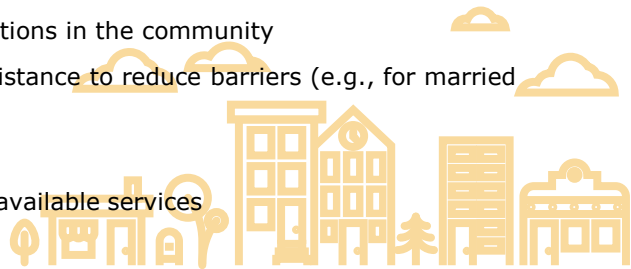 tions in the community
istance to reduce barriers (e.g., for married
available services